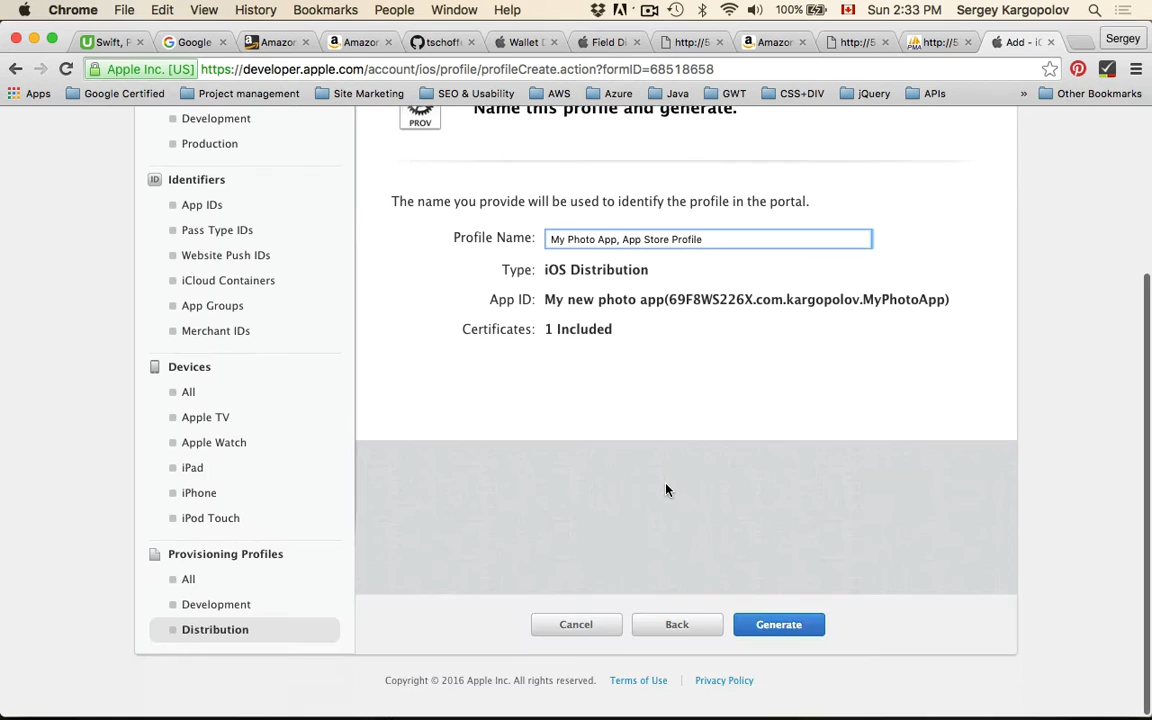 Chrome File Edit View History Bookmarks People Window Help 100% Sun 2:33 PM Sergey Kargopolov
Swift, P Google Amazon Amazon tschoff Wallet D Field Di http://5 Amazon http://5 http://5 Add - iO Sergey
Apple Inc. [US] https://developer.apple.com/account/ios/profile/profileCreate.action?formID=68518658
Apps Google Certified Project management Site Marketing SEO & Usability AWS Azure Java GWT CSS+DIV jQuery APIs » Other Bookmarks
PROV
Name this profile and generate.
Development
Production
Identifiers
App IDs
Pass Type IDs
Website Push IDs
iCloud Containers
App Groups
Merchant IDs
Devices
All
Apple TV
Apple Watch
iPad
iPhone
iPod Touch
Provisioning Profiles
All
Development
Distribution
The name you provide will be used to identify the profile in the portal.
Profile Name: My Photo App, App Store Profile
Type: iOS Distribution
App ID: My new photo app(69F8WS226X.com.kargopolov.MyPhotoApp)
Certificates: 1 Included
Cancel Back Generate
Copyright © 2016 Apple Inc. All rights reserved. Terms of Use | Privacy Policy